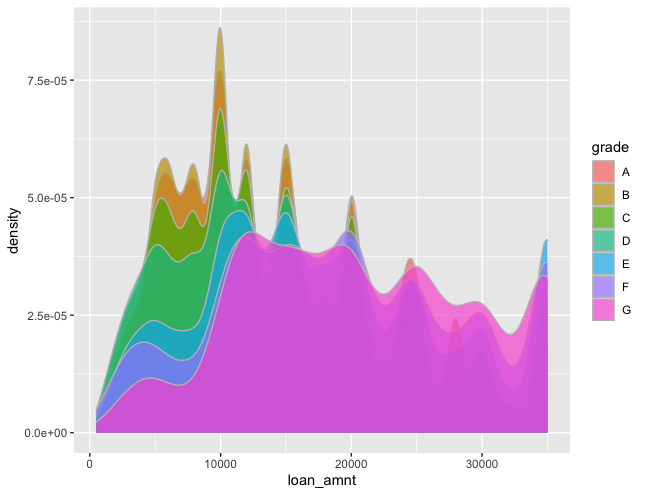 7.5e-05
5.0e-05
2.5e-05
0.0e+00
density
0
10000
20000
30000
loan_amnt
grade
A
B
C
D
E
F
G